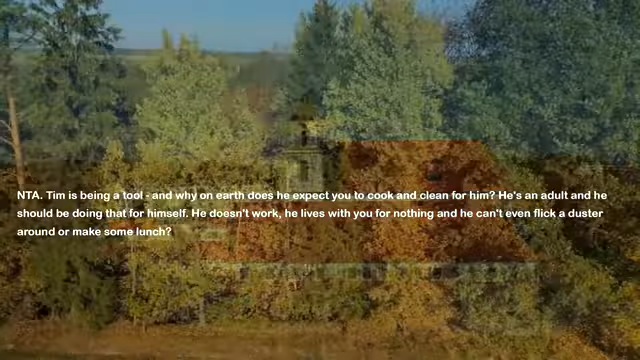 NTA. Tim is being a tool - and why on earth does he expect you to cook and clean for him? He's an adult and he
should be doing that for himself. He doesn't work, he lives with you for nothing and he can't even flick a duster
around or make some lunch?